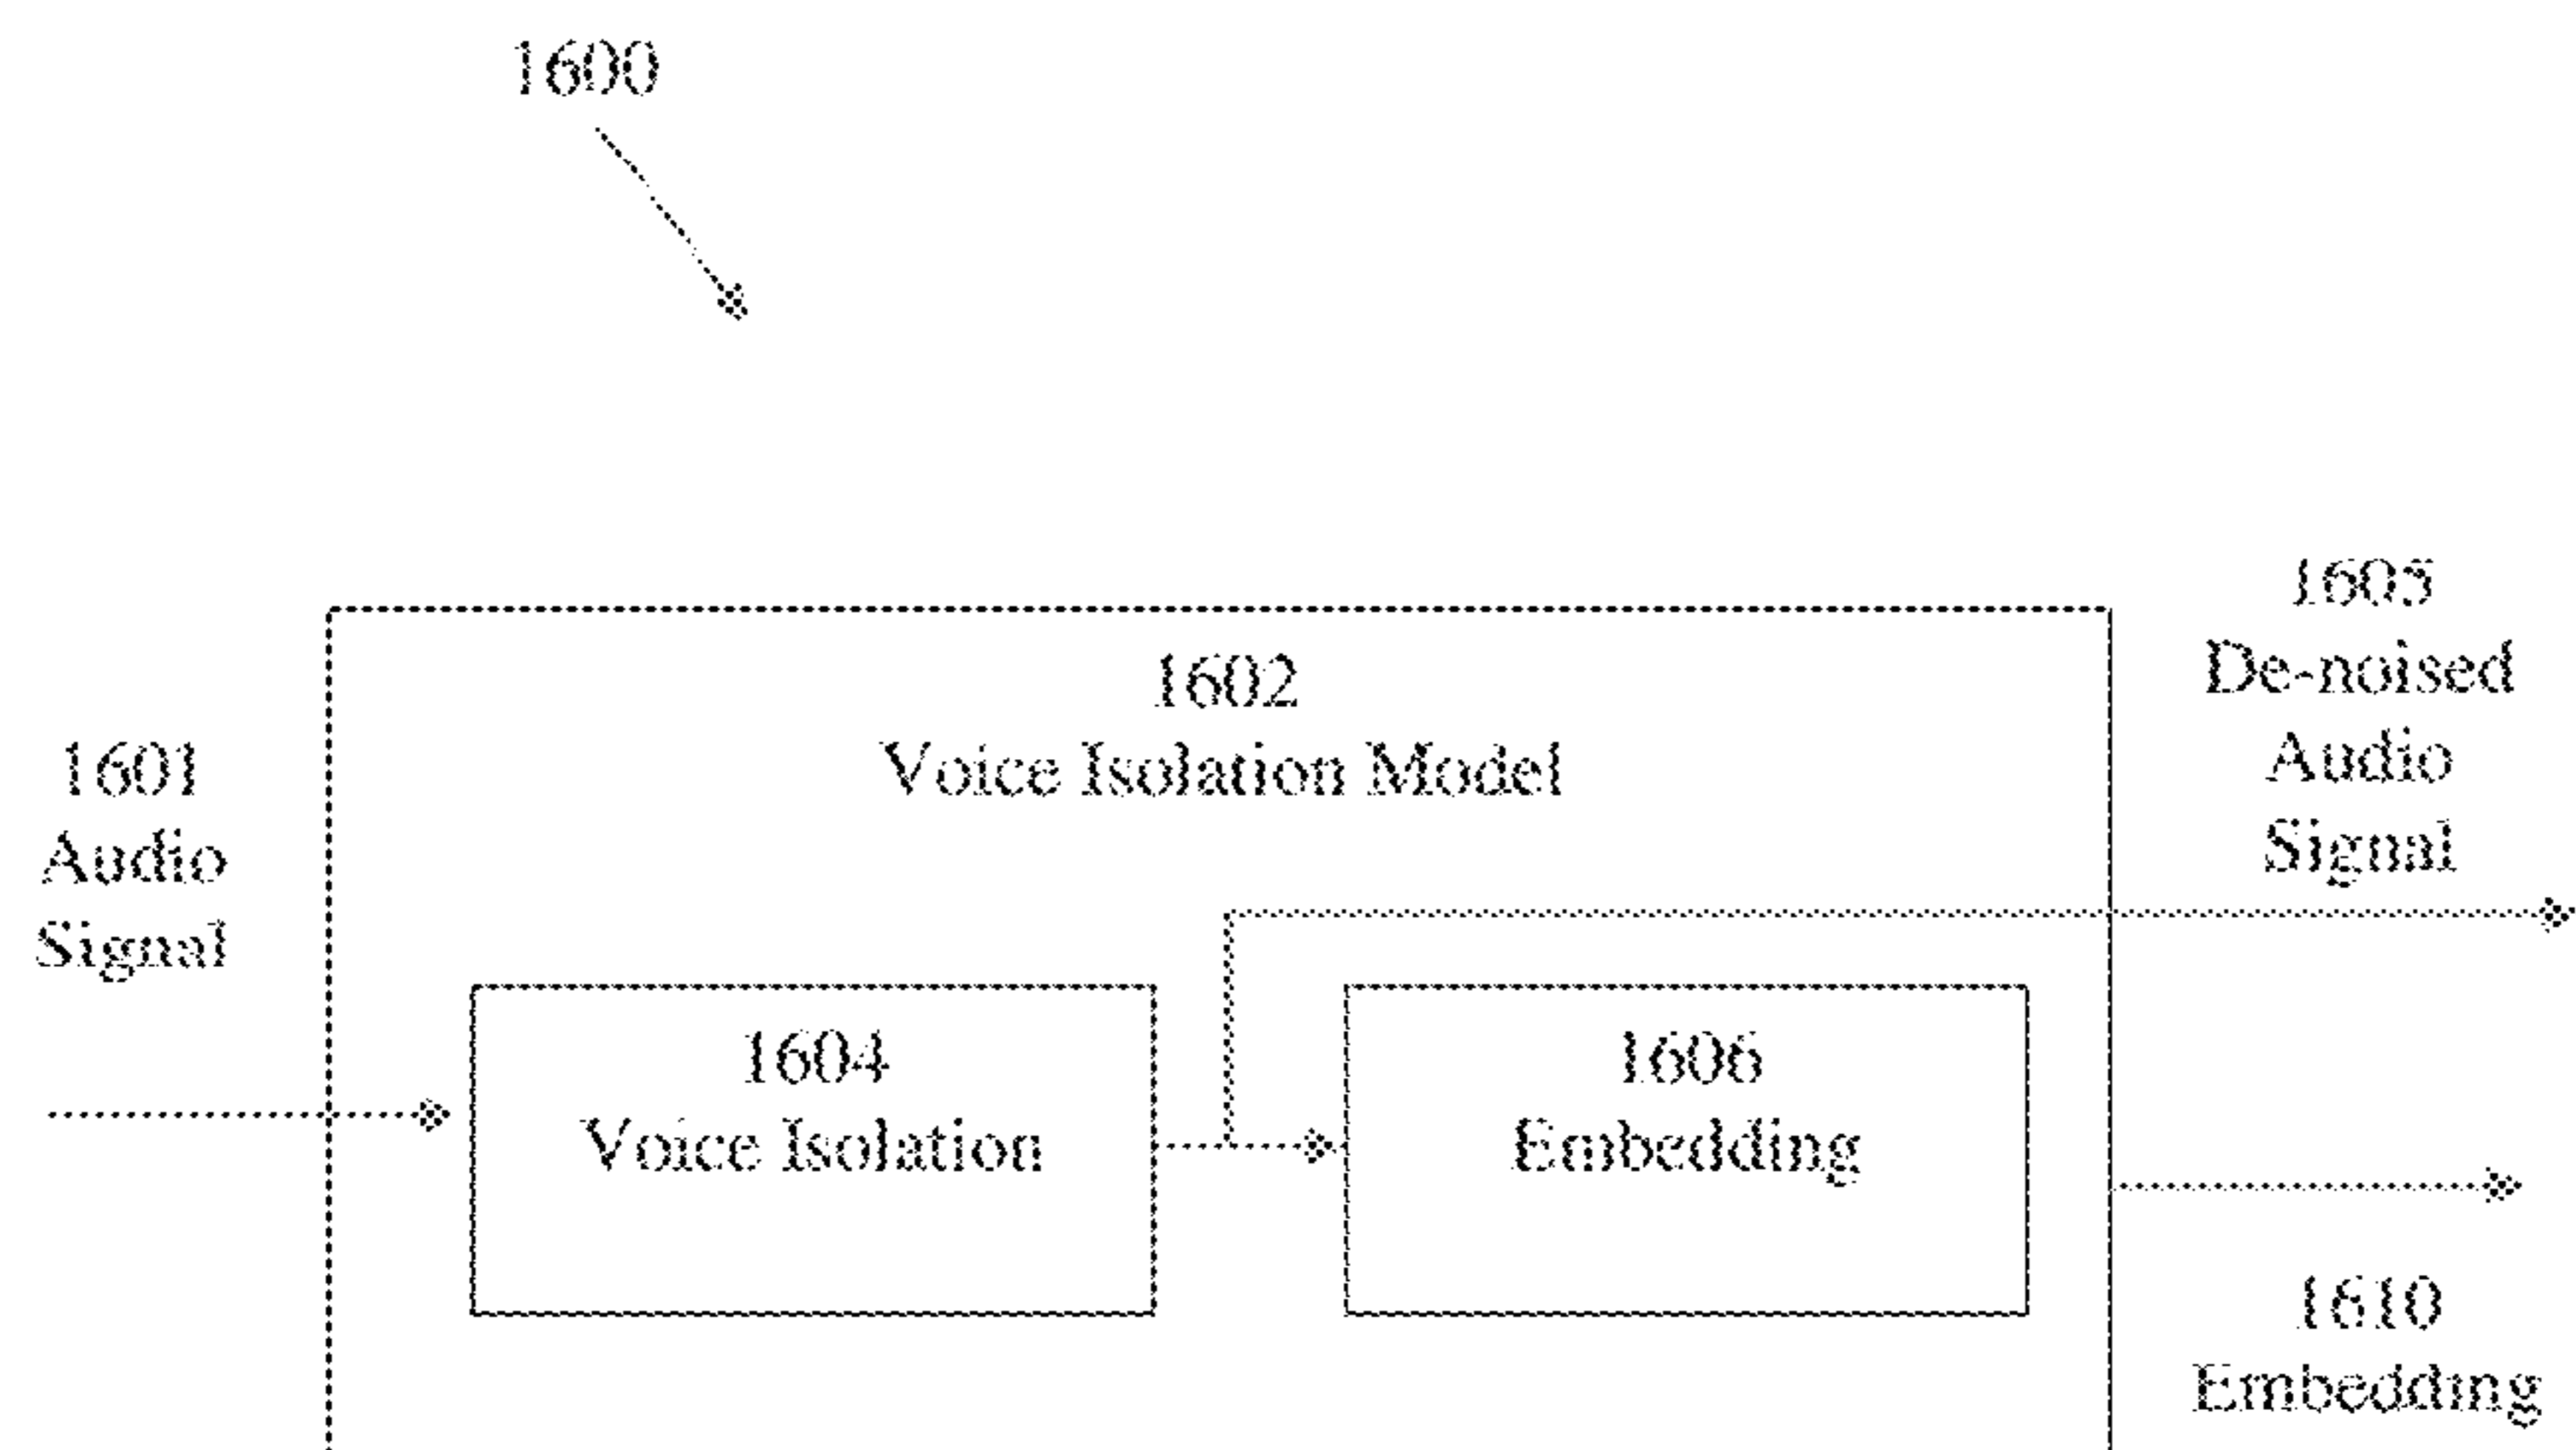 1600
1602
Voice Isolation Model
1601
Audio
Signal
1605
De-noised
Audio
Signal
1604
Voice Isolation
1606
Embedding
1610
Embedding